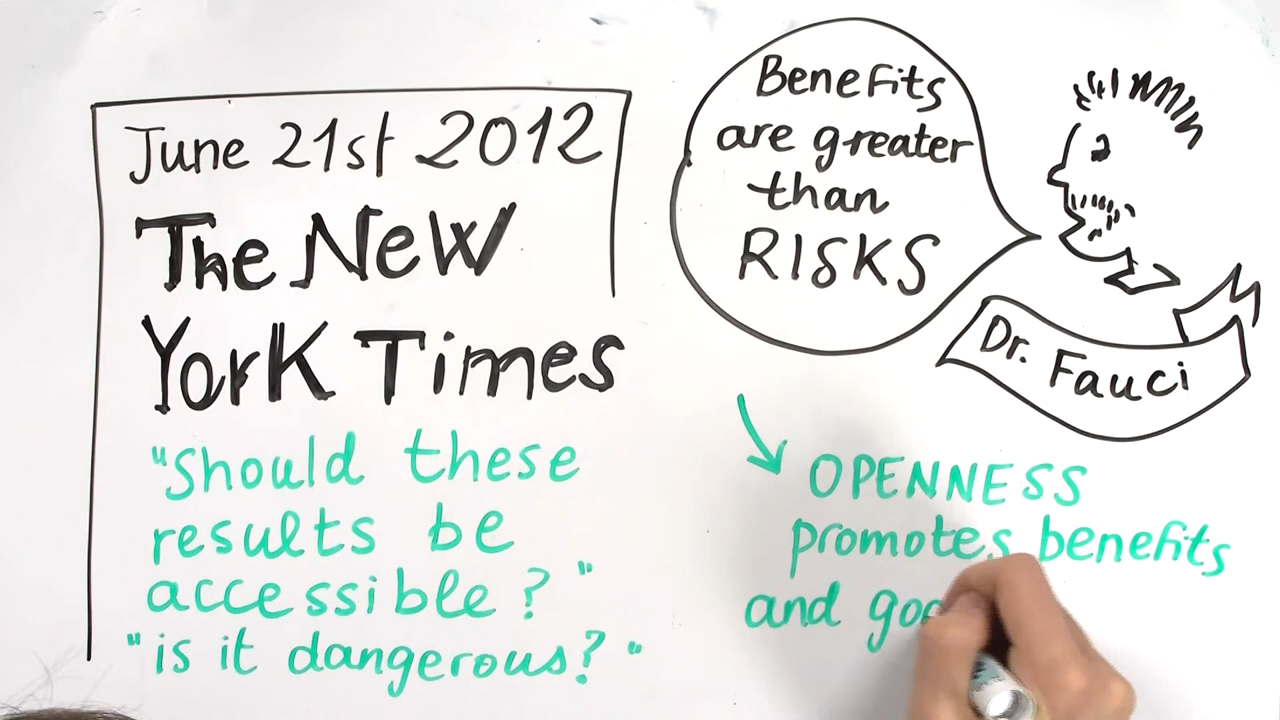 June 21st 2012
The New
York Times
"Should these
results be
accessible?"
"is it dangerous?"
Benefits
are greater
than
RISKS
Dr. Fauci
OPENNESS
promotes benefits
and